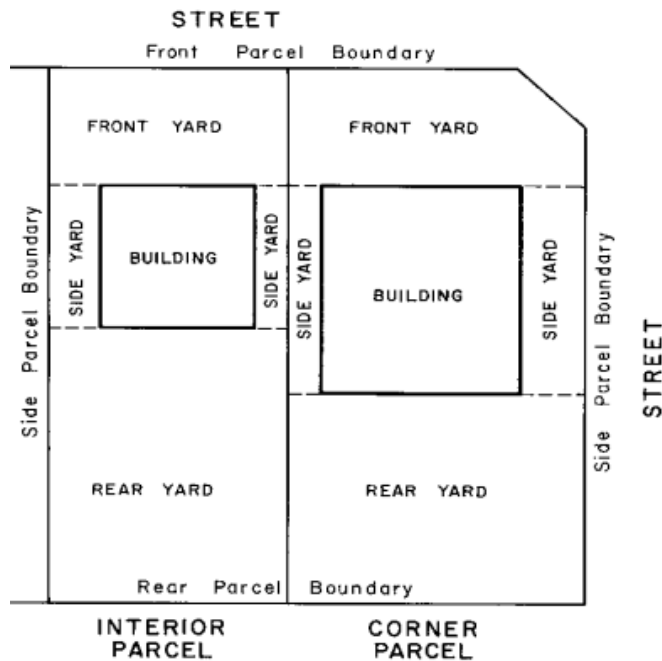 STREET
Front Parcel Boundary
FRONT YARD
FRONT YARD
Side Parcel Boundary
SIDE YARD
BUILDING
SIDE YARD
SIDE YARD
BUILDING
SIDE YARD
Side Parcel Boundary
STREET
REAR YARD
REAR YARD
Rear Parcel Boundary
INTERIOR
PARCEL
CORNER
PARCEL